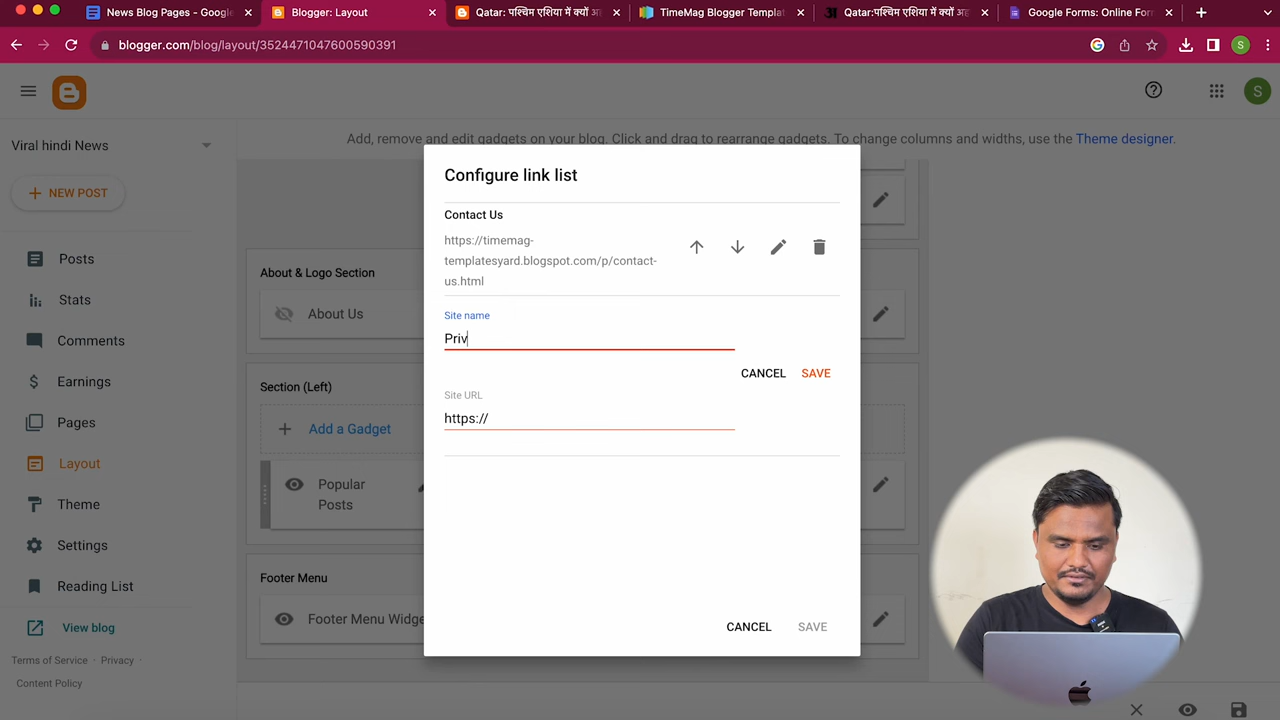 News Blog Pages - Google
Blogger: Layout
Qatar: पश्चिम एशिया में क्यों अह
TimeMag Blogger Templat
Qatar:पश्चिम एशिया में क्यों अह
Google Forms: Online Form
blogger.com/blog/layout/3524471047600590391
S
S
Viral hindi News
Add, remove and edit gadgets on your blog. Click and drag to rearrange gadgets. To change columns and widths, use the Theme designer.
NEW POST
Posts
Stats
Comments
Earnings
Pages
Layout
Theme
Settings
Reading List
View blog
Terms of Service · Privacy ·
Content Policy
About & Logo Section
About Us
Section (Left)
Add a Gadget
Popular
Posts
Footer Menu
Footer Menu Widge
Configure link list
Contact Us
https://timemag-
templatesyard.blogspot.com/p/contact-
us.html
Site name
Priv
CANCEL SAVE
Site URL
https://
CANCEL SAVE